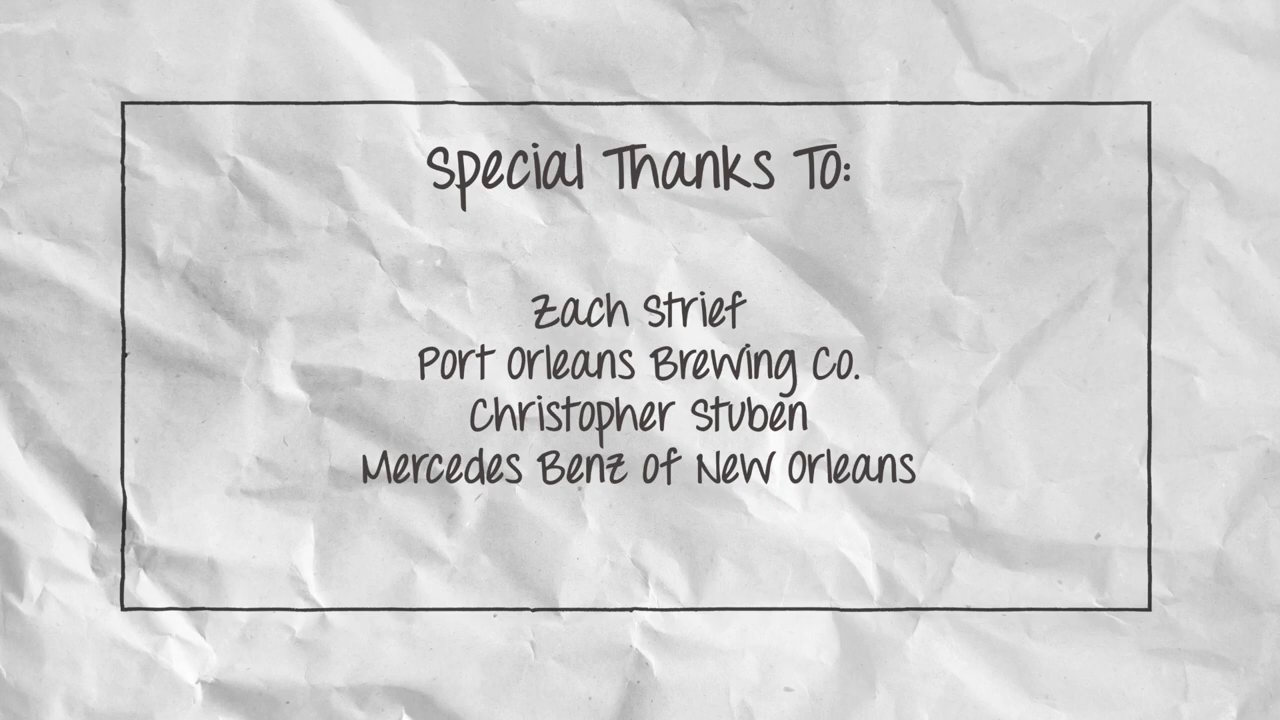 Special Thanks To:
Zach Strief
Port Orleans Brewing Co.
Christopher Stuben
Mercedes Benz of New Orleans